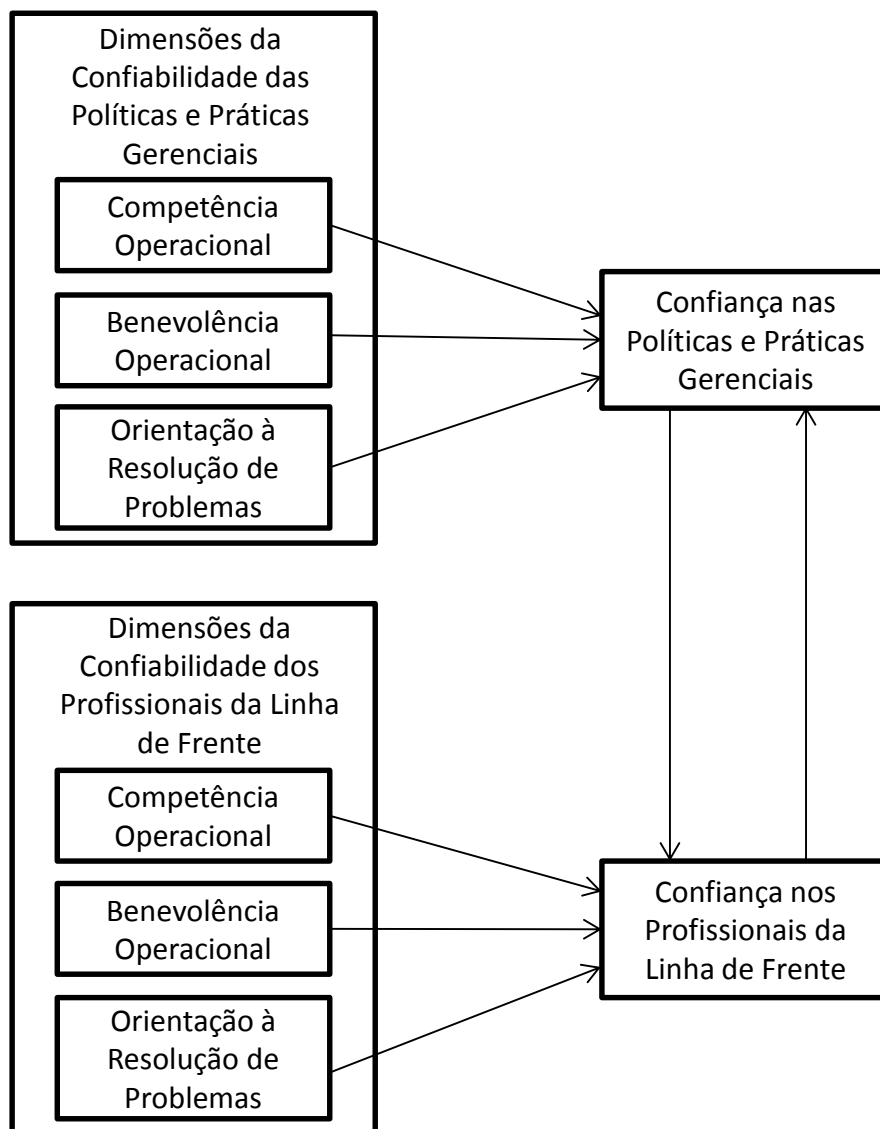 Dimensões da
Confiabilidade das
Políticas e Práticas
Gerenciais
Competência
Operacional
Benevolência
Operacional
Orientação à
Resolução de
Problemas
Confiança nas
Políticas e Práticas
Gerenciais
Dimensões da
Confiabilidade dos
Profissionais da Linha
de Frente
Competência
Operacional
Benevolência
Operacional
Orientação à
Resolução de
Problemas
Confiança nos
Profissionais da
Linha de Frente